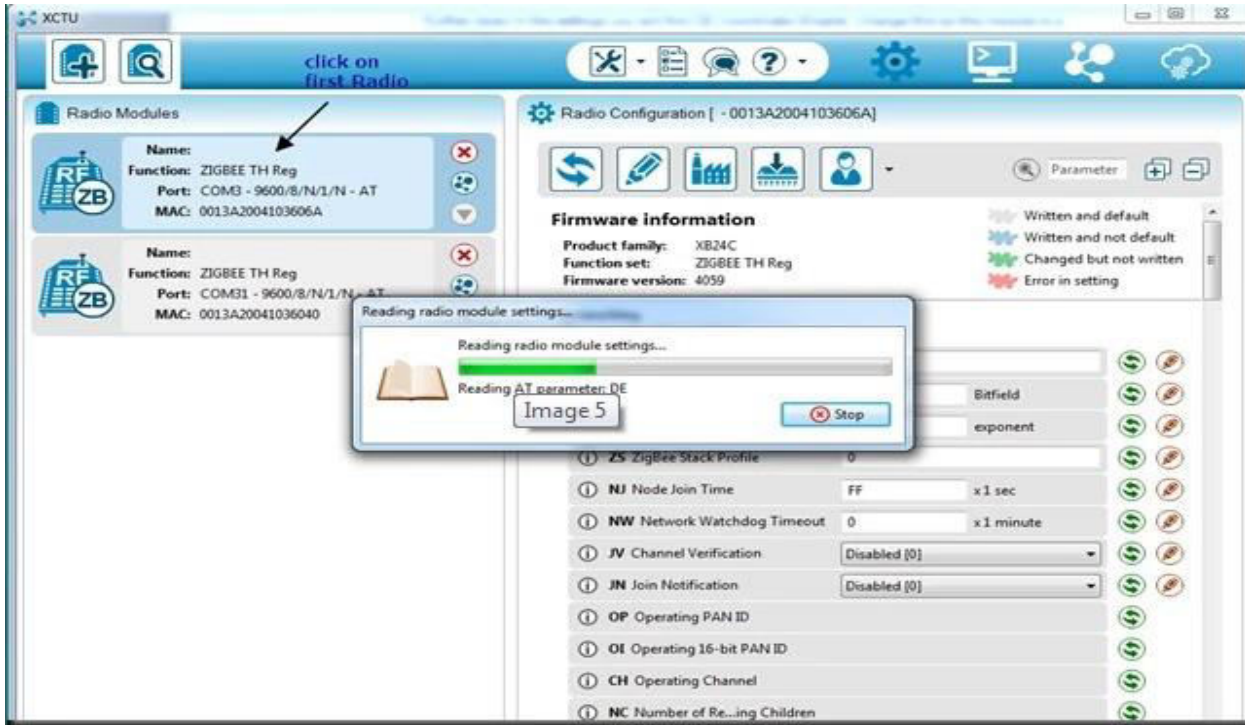 XCTU
click on
first Radio
Radio Modules
Name:
Function: ZIGBEE TH Reg
Port: COM3 - 9600/8/N/1/N - AT
MAC: 0013A2004103606A
RF
ZB
Name:
Function: ZIGBEE TH Reg
Port: COM31 - 9600/8/N/1/N - AT
MAC: 0013A20041036040
RF
ZB
Radio Configuration [ - 0013A2004103606A]
Parameter
Firmware information
Product family: XB24C
Function set: ZIGBEE TH Reg
Firmware version: 4059
Written and default
Written and not default
Changed but not written
Error in setting
Reading radio module settings...
Reading radio module settings...
Reading AT parameter: DE
Image 5
Stop
Bitfield
exponent
ZS ZigBee Stack Profile 0
NJ Node Join Time FF x 1 sec
NW Network Watchdog Timeout 0 x 1 minute
JV Channel Verification Disabled [0]
JN Join Notification Disabled [0]
OP Operating PAN ID
OI Operating 16-bit PAN ID
CH Operating Channel
NC Number of Re...ing Children